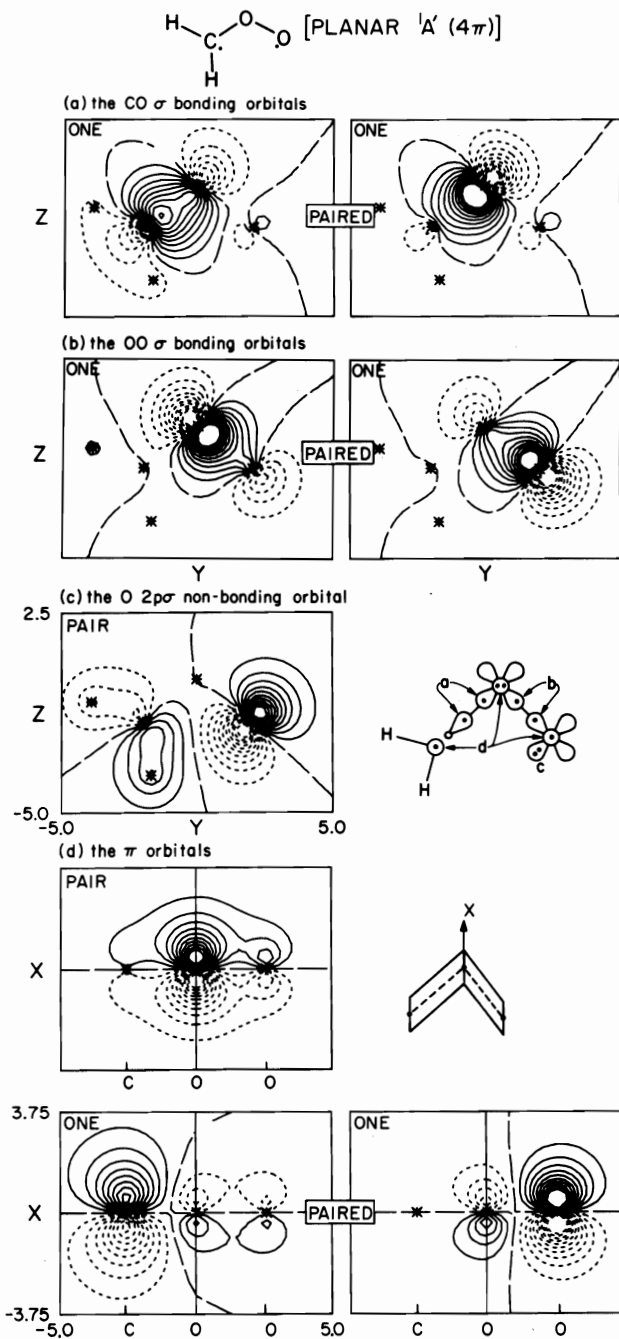 H C O O [PLANAR ¹A′ (4π)]
H
(a) the CO σ bonding orbitals
ONE ONE
Z PAIRED
(b) the OO σ bonding orbitals
ONE ONE
Z PAIRED
Y Y
(c) the O 2pσ non-bonding orbital
2.5 PAIR
Z
a b
H d c
H
-5.0
-5.0 Y 5.0
(d) the π orbitals
PAIR
X X
C O O
3.75 ONE ONE
X PAIRED
-3.75
-5.0 C O O 5.0 C O O